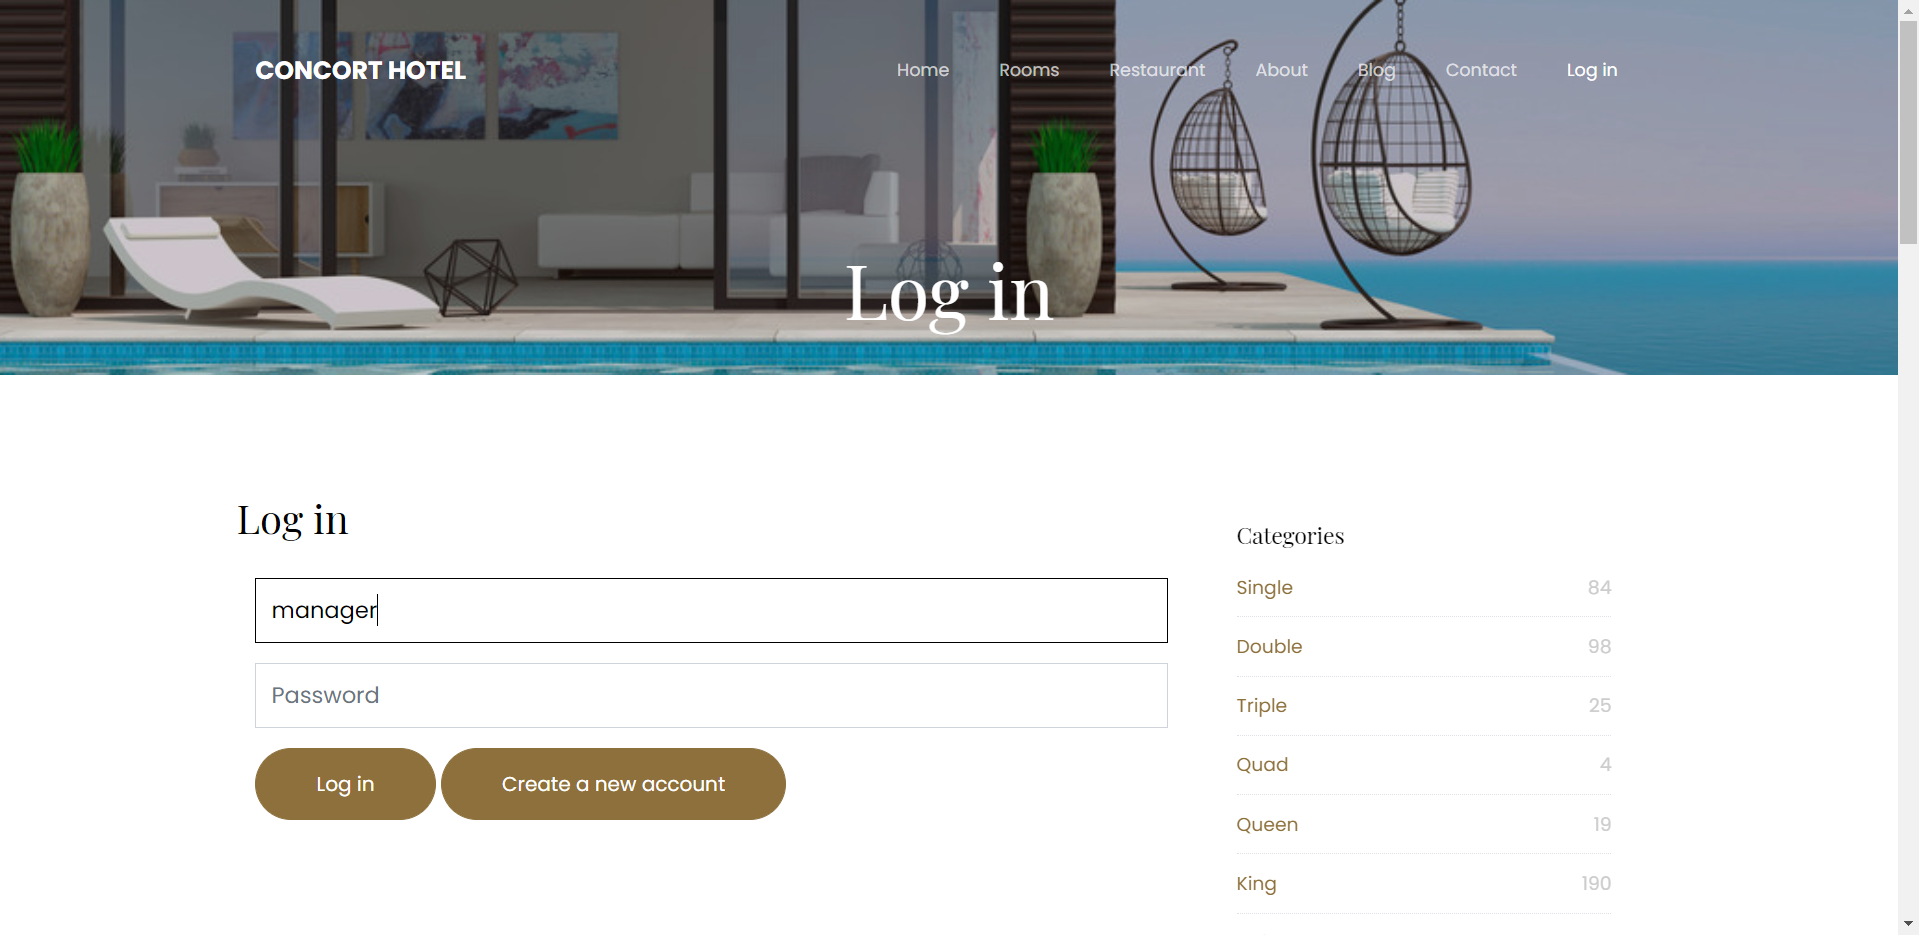 CONCORT HOTEL
Home Rooms Restaurant About Blog Contact Log in
Log in
Log in
manager
Password
Log in Create a new account
Categories
Single 84
Double 98
Triple 25
Quad 4
Queen 19
King 190